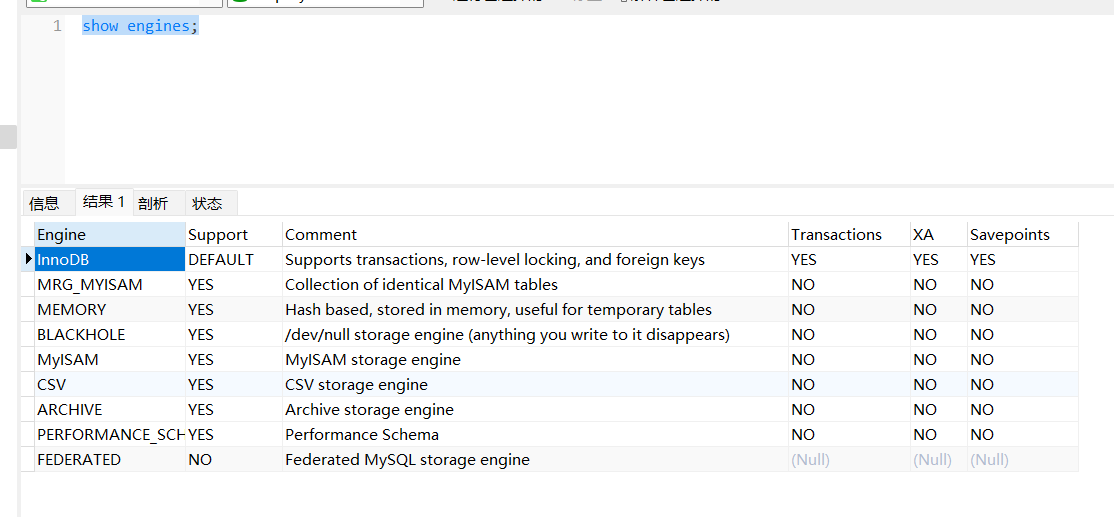 1 show engines;
信息 结果 1 剖析 状态
Engine Support Comment Transactions XA Savepoints
InnoDB DEFAULT Supports transactions, row-level locking, and foreign keys YES YES YES
MRG_MYISAM YES Collection of identical MyISAM tables NO NO NO
MEMORY YES Hash based, stored in memory, useful for temporary tables NO NO NO
BLACKHOLE YES /dev/null storage engine (anything you write to it disappears) NO NO NO
MyISAM YES MyISAM storage engine NO NO NO
CSV YES CSV storage engine NO NO NO
ARCHIVE YES Archive storage engine NO NO NO
PERFORMANCE_SCH YES Performance Schema NO NO NO
FEDERATED NO Federated MySQL storage engine (Null) (Null) (Null)